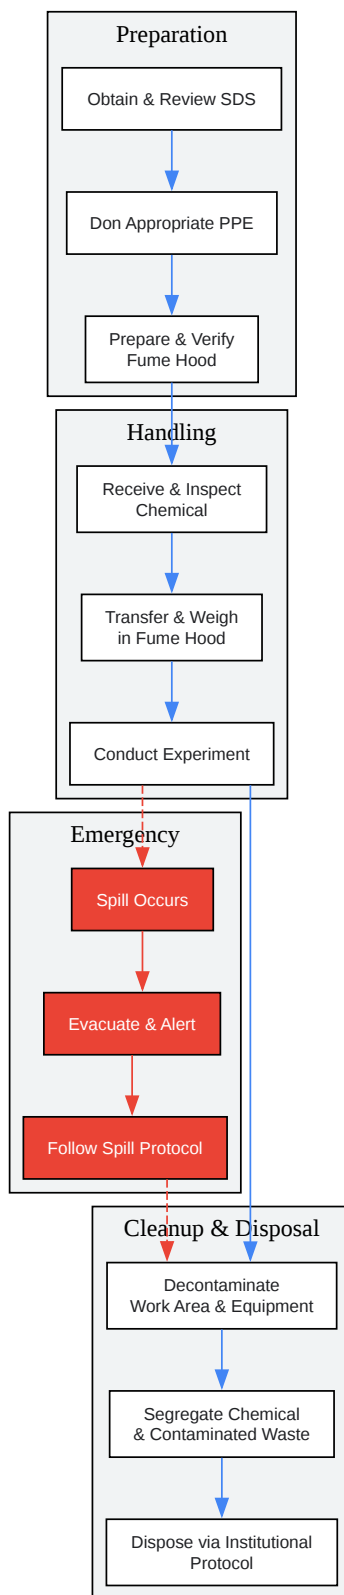 Preparation
Obtain & Review SDS
Don Appropriate PPE
Prepare & Verify
Fume Hood
Handling
Receive & Inspect
Chemical
Transfer & Weigh
in Fume Hood
Conduct Experiment
Emergency
Spill Occurs
Evacuate & Alert
Follow Spill Protocol
Cleanup & Disposal
Decontaminate
Work Area & Equipment
Segregate Chemical
& Contaminated Waste
Dispose via Institutional
Protocol